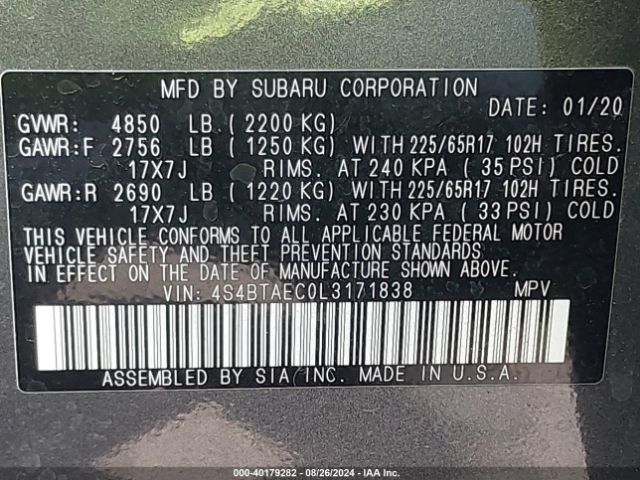 MFD BY SUBARU CORPORATION
DATE: 01/20
GVWR: 4850 LB ( 2200 KG)
GAWR:F 2756 LB ( 1250 KG) WITH 225/65R17 102H TIRES.
17X7J RIMS. AT 240 KPA ( 35 PSI) COLD
GAWR:R 2690 LB ( 1220 KG) WITH 225/65R17 102H TIRES.
17X7J RIMS. AT 230 KPA ( 33 PSI) COLD
THIS VEHICLE CONFORMS TO ALL APPLICABLE FEDERAL MOTOR
VEHICLE SAFETY AND THEFT PREVENTION STANDARDS
IN EFFECT ON THE DATE OF MANUFACTURE SHOWN ABOVE.
VIN: 4S4BTAEC0L3171838 MPV
ASSEMBLED BY SIA INC. MADE IN U.S.A.
000-40179282 - 08/26/2024 - IAA Inc.